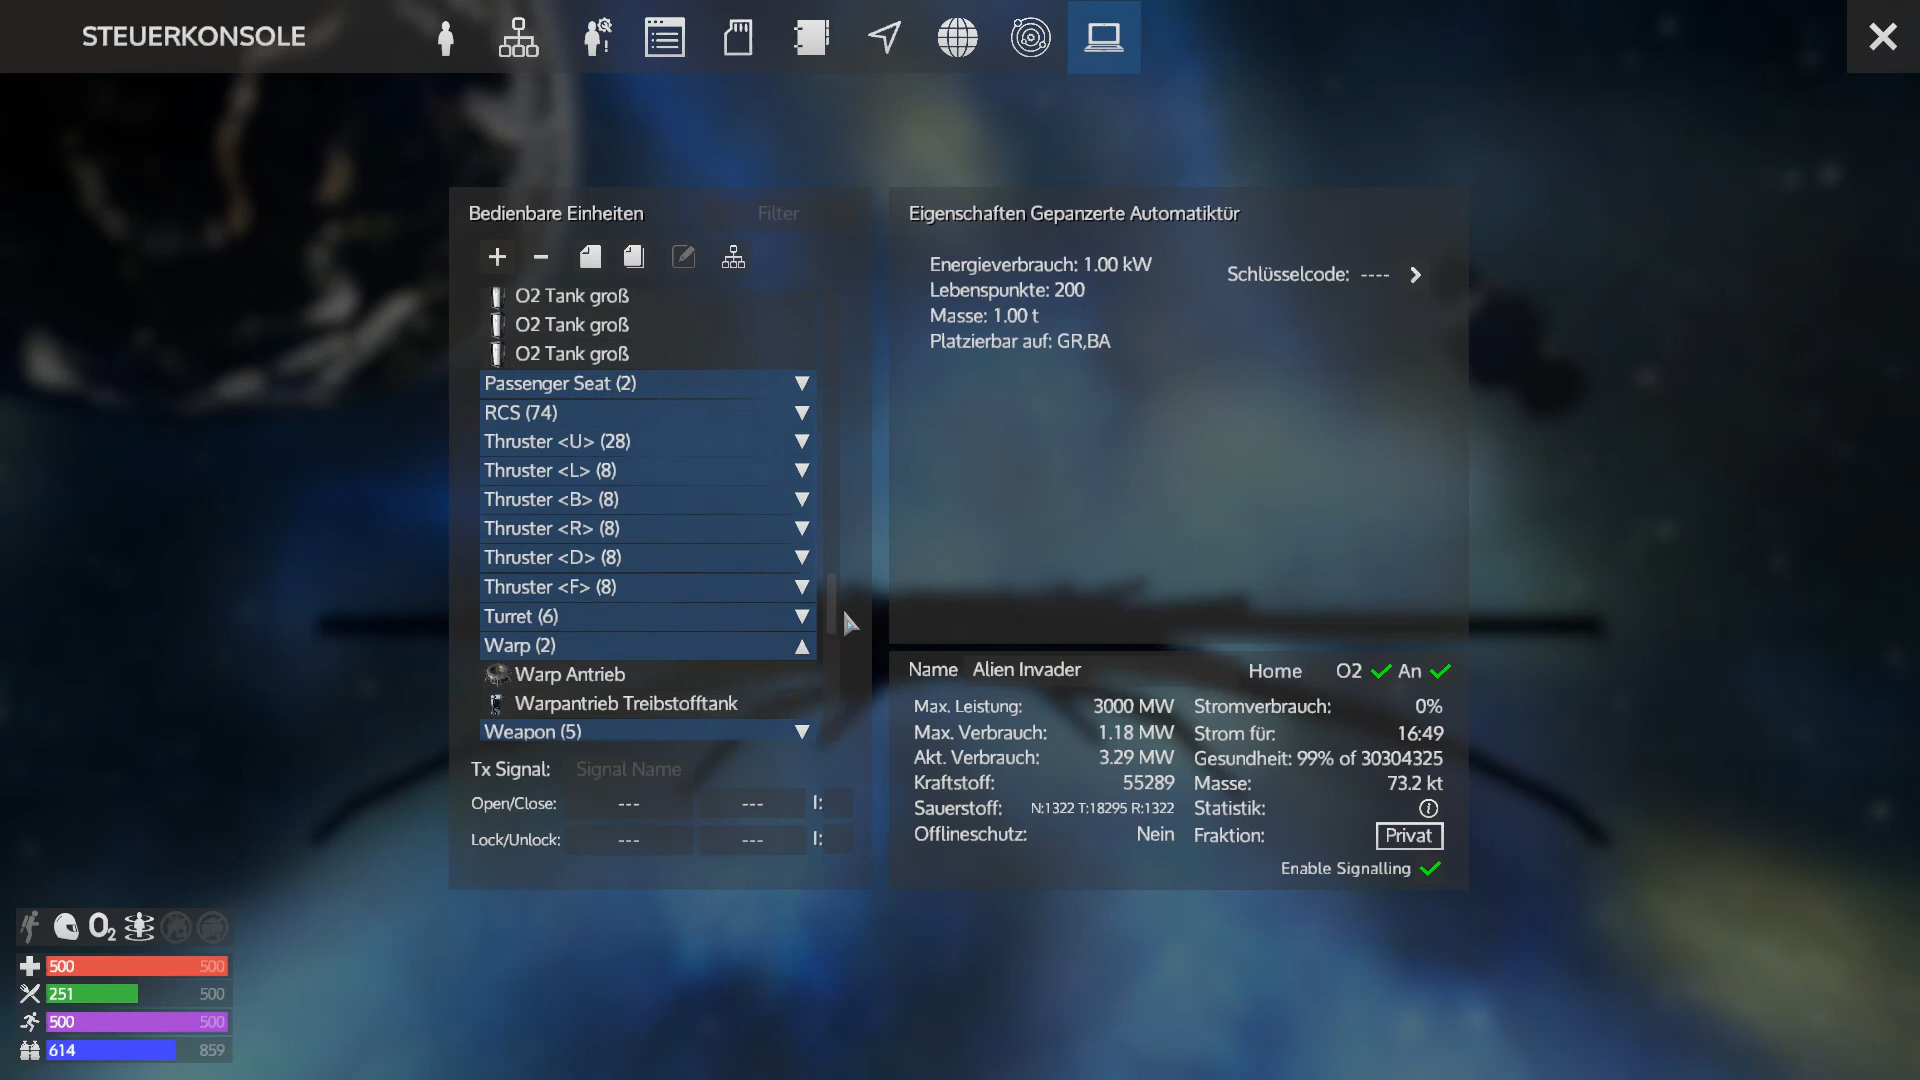 STEUERKONSOLE
Bedienbare Einheiten
Filter
O2 Tank groß
O2 Tank groß
O2 Tank groß
Passenger Seat (2)
RCS (74)
Thruster <U> (28)
Thruster <L> (8)
Thruster <B> (8)
Thruster <R> (8)
Thruster <D> (8)
Thruster <F> (8)
Turret (6)
Warp (2)
Warp Antrieb
Warpantrieb Treibstofftank
Weapon (5)
Tx Signal: Signal Name
Open/Close: --- --- I:
Lock/Unlock: --- --- I:
Eigenschaften Gepanzerte Automatiktür
Energieverbrauch: 1.00 kW
Lebenspunkte: 200
Masse: 1.00 t
Platzierbar auf: GR,BA
Schlüsselcode: ----
Name Alien Invader Home O2 An
Max. Leistung: 3000 MW Stromverbrauch: 0%
Max. Verbrauch: 1.18 MW Strom für: 16:49
Akt. Verbrauch: 3.29 MW Gesundheit: 99% of 30304325
Kraftstoff: 55289 Masse: 73.2 kt
Sauerstoff: N:1322 T:18295 R:1322 Statistik:
Offlineschutz: Nein Fraktion: Privat
Enable Signalling
O2
500 500
251 500
500 500
614 859